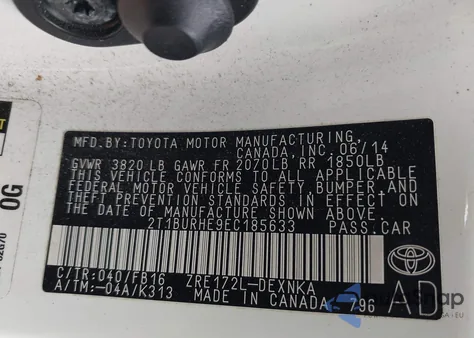 MFD.BY:TOYOTA MOTOR MANUFACTURING,
CANADA, INC. 06/14
GVWR 3820 LB GAWR FR 2070LB RR 1850LB
THIS VEHICLE CONFORMS TO ALL APPLICABLE
FEDERAL MOTOR VEHICLE SAFETY, BUMPER, AND
THEFT PREVENTION STANDARDS IN EFFECT ON
THE DATE OF MANUFACTURE SHOWN ABOVE.
2T1BURHE9EC185633 PASS.CAR
C/TR:040/FB16 ZRE172L-DEXNKA
A/TM:-04A/K313 MADE IN CANADA 796
AD
OG